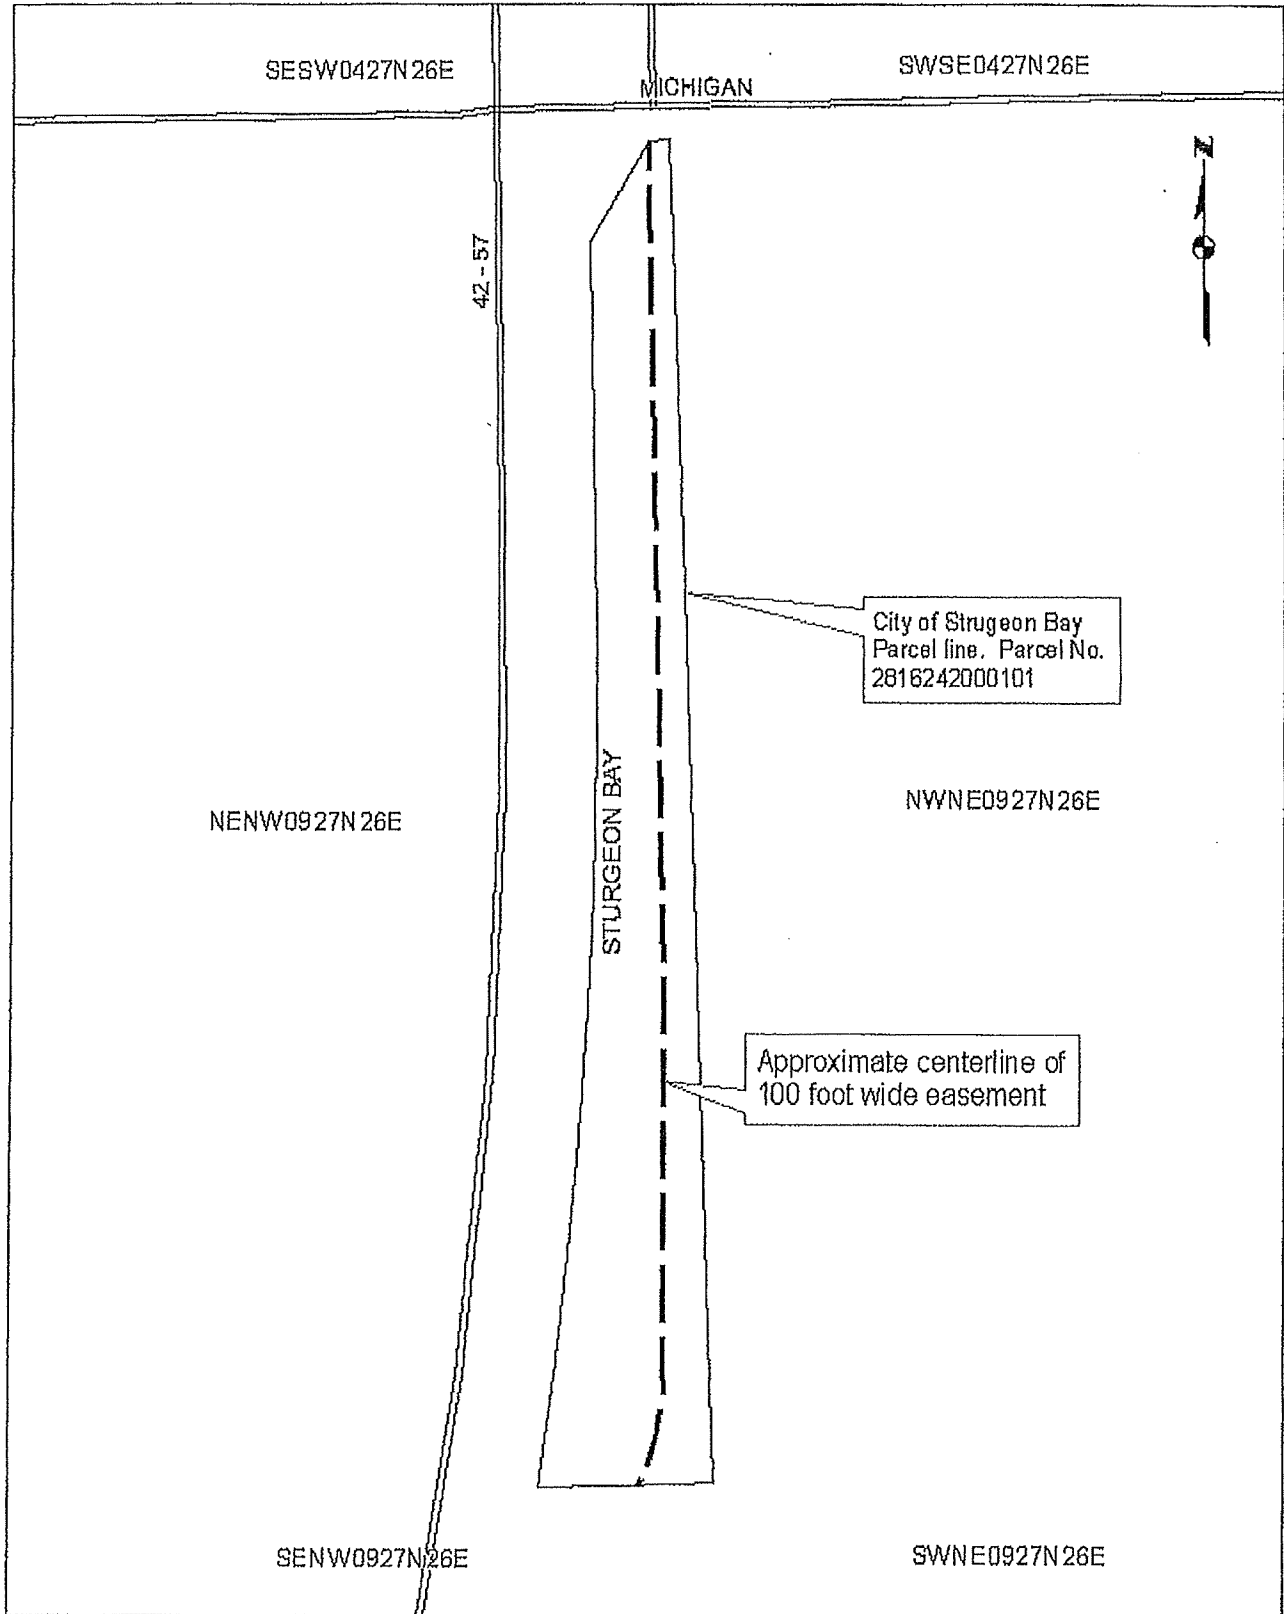 SESW0427N26E
SWSE0427N26E
MICHIGAN
N
42 - 57
City of Strugeon Bay
Parcel line. Parcel No.
2816242000101
STURGEON BAY
NENW0927N26E
NWNE0927N26E
Approximate centerline of
100 foot wide easement
SENW0927N26E
SWNE0927N26E